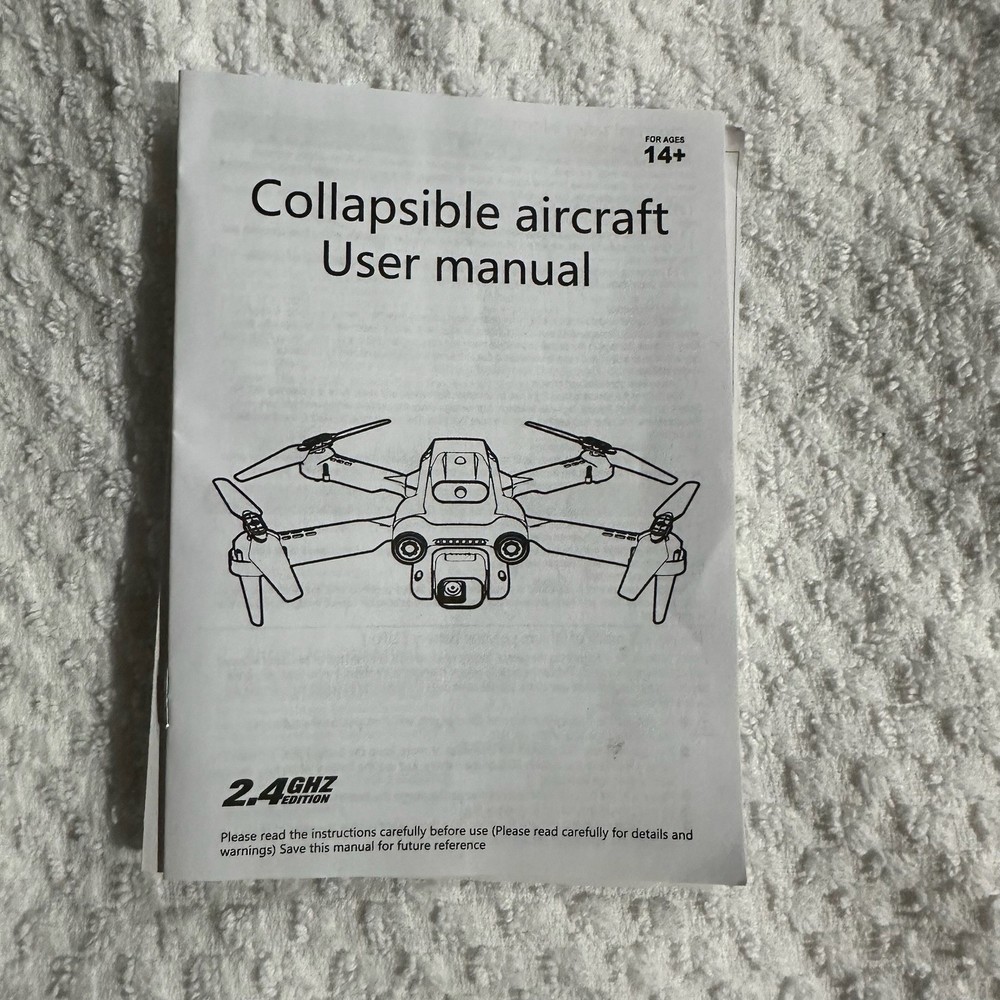 FOR AGES
14+
Collapsible aircraft
User manual
2.4GHZ
EDITION
Please read the instructions carefully before use (Please read carefully for details and
warnings) Save this manual for future reference